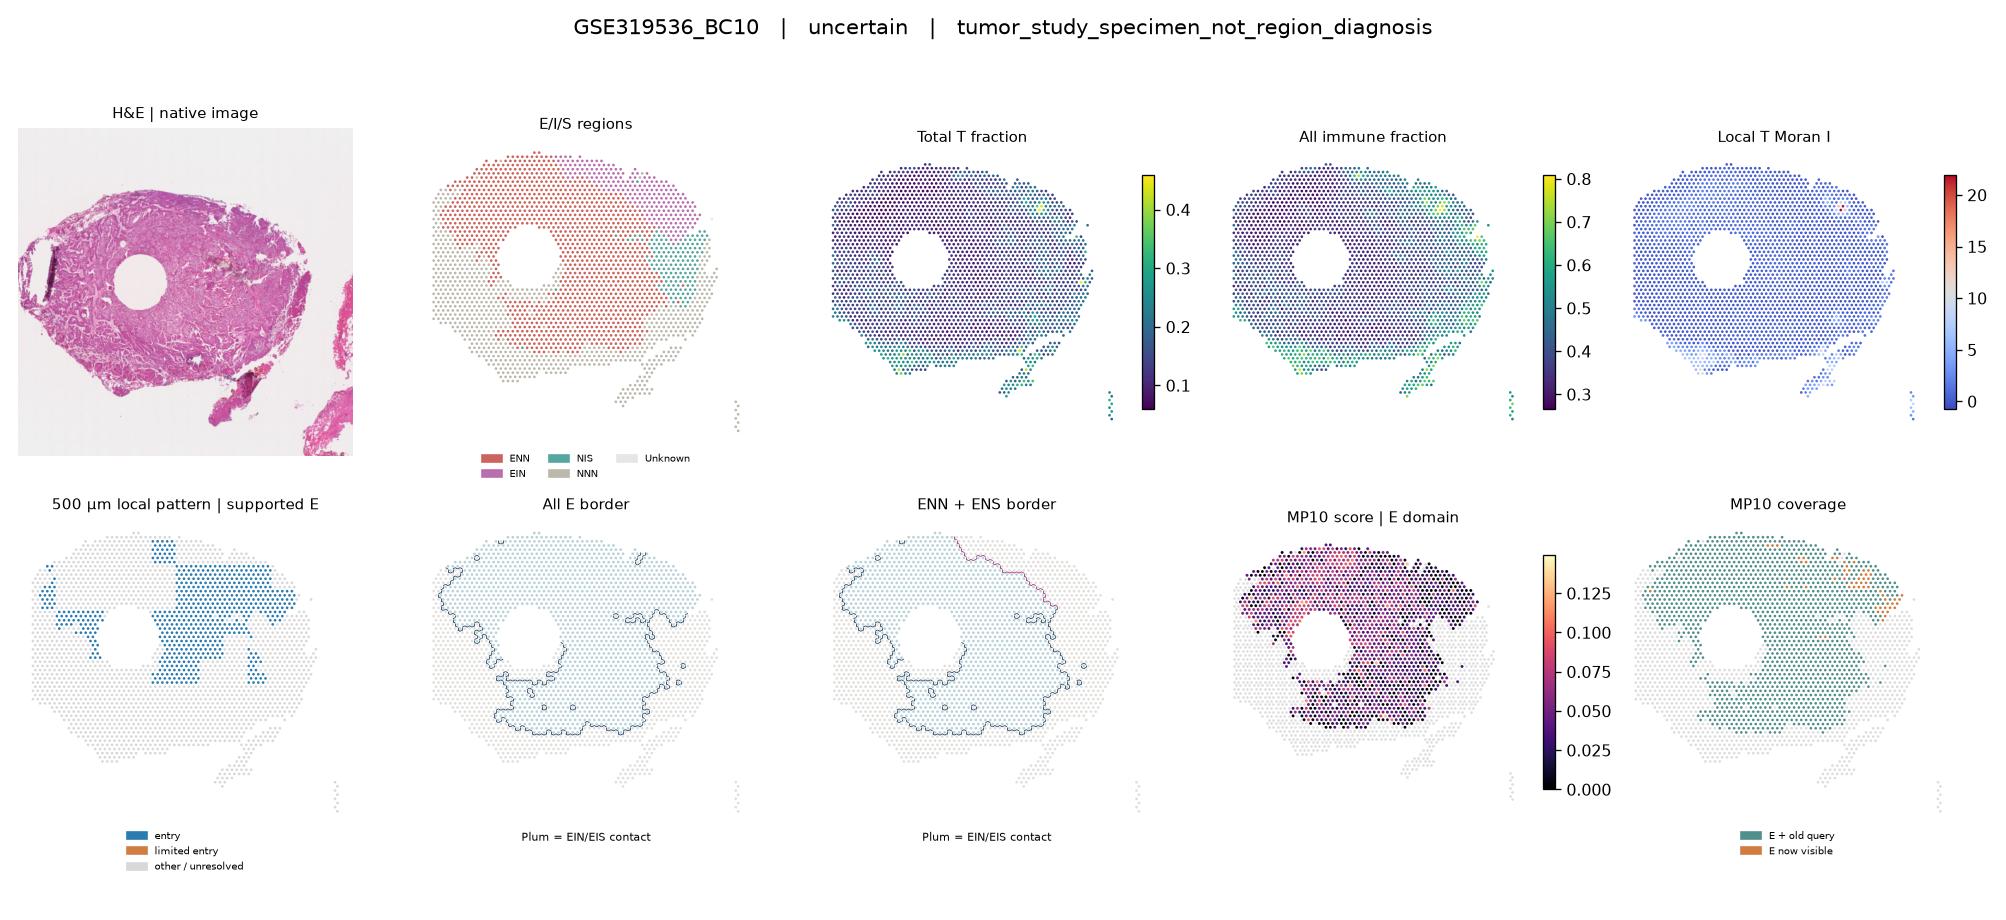 GSE319536_BC10 | uncertain | tumor_study_specimen_not_region_diagnosis
H&E | native image
E/I/S regions
ENN
EIN
NIS
NNN
Unknown
Total T fraction
0.4
0.3
0.2
0.1
All immune fraction
0.8
0.7
0.6
0.5
0.4
0.3
Local T Moran I
20
15
10
5
0
500 µm local pattern | supported E
entry
limited entry
other / unresolved
All E border
Plum = EIN/EIS contact
ENN + ENS border
Plum = EIN/EIS contact
MP10 score | E domain
0.125
0.100
0.075
0.050
0.025
0.000
MP10 coverage
E + old query
E now visible